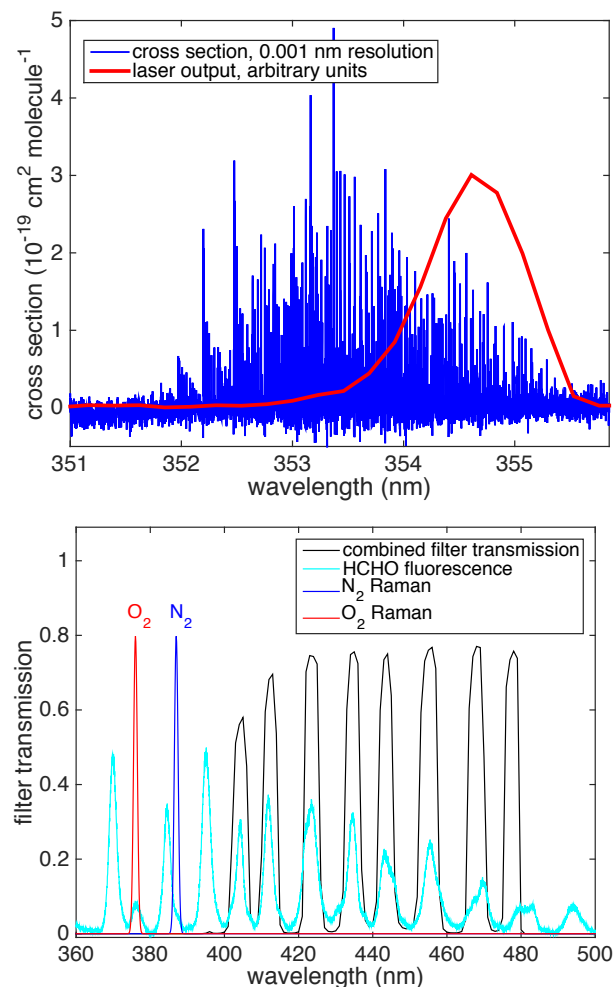 5
4
3
2
1
0
cross section, 0.001 nm resolution
laser output, arbitrary units
cross section (10⁻¹⁹ cm² molecule⁻¹)
351 352 353 354 355
wavelength (nm)
1
0.8
0.6
0.4
0.2
0
combined filter transmission
HCHO fluorescence
N₂ Raman
O₂ Raman
O₂ N₂
filter transmission
360 380 400 420 440 460 480 500
wavelength (nm)